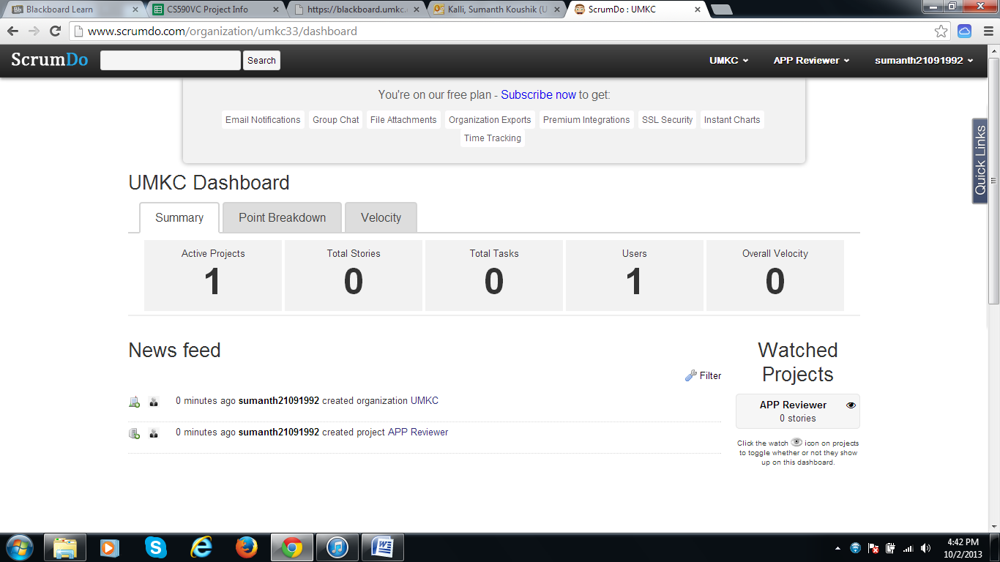 Blackboard Learn
CS590VC Project Info
https://blackboard.umkc.
Kalli, Sumanth Koushik (U
ScrumDo : UMKC
www.scrumdo.com/organization/umkc33/dashboard
ScrumDo
Search
UMKC
APP Reviewer
sumanth21091992
You're on our free plan - Subscribe now to get:
Email Notifications Group Chat File Attachments Organization Exports Premium Integrations SSL Security Instant Charts
Time Tracking
Quick Links
UMKC Dashboard
Summary
Point Breakdown
Velocity
Active Projects
1
Total Stories
0
Total Tasks
0
Users
1
Overall Velocity
0
News feed
Filter
0 minutes ago sumanth21091992 created organization UMKC
0 minutes ago sumanth21091992 created project APP Reviewer
Watched
Projects
APP Reviewer
0 stories
Click the watch icon on projects
to toggle whether or not they show
up on this dashboard.
4:42 PM
10/2/2013